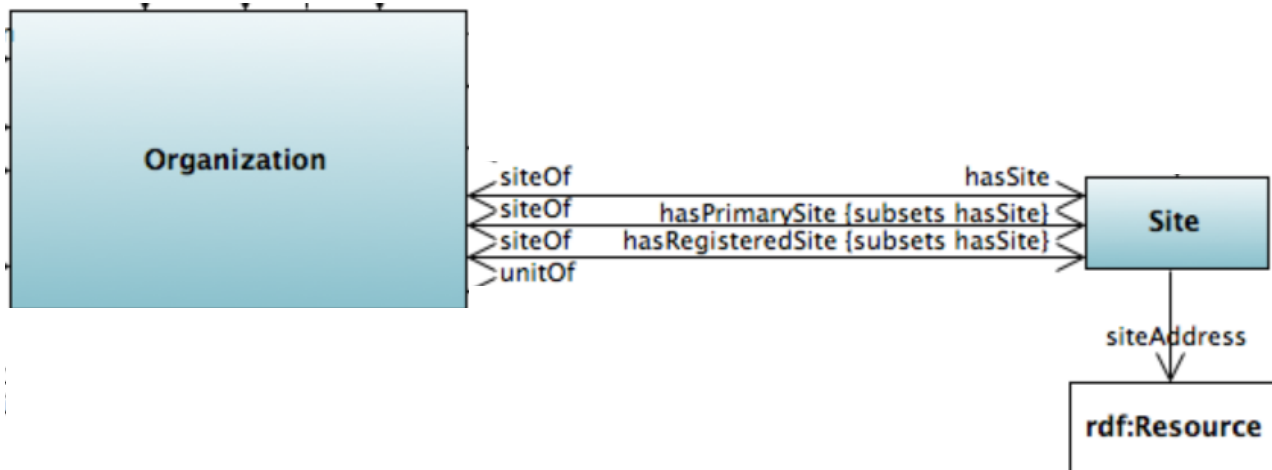 Organization
siteOf hasSite
siteOf hasPrimarySite {subsets hasSite}
Site
siteOf hasRegisteredSite {subsets hasSite}
unitOf
siteAddress
rdf:Resource